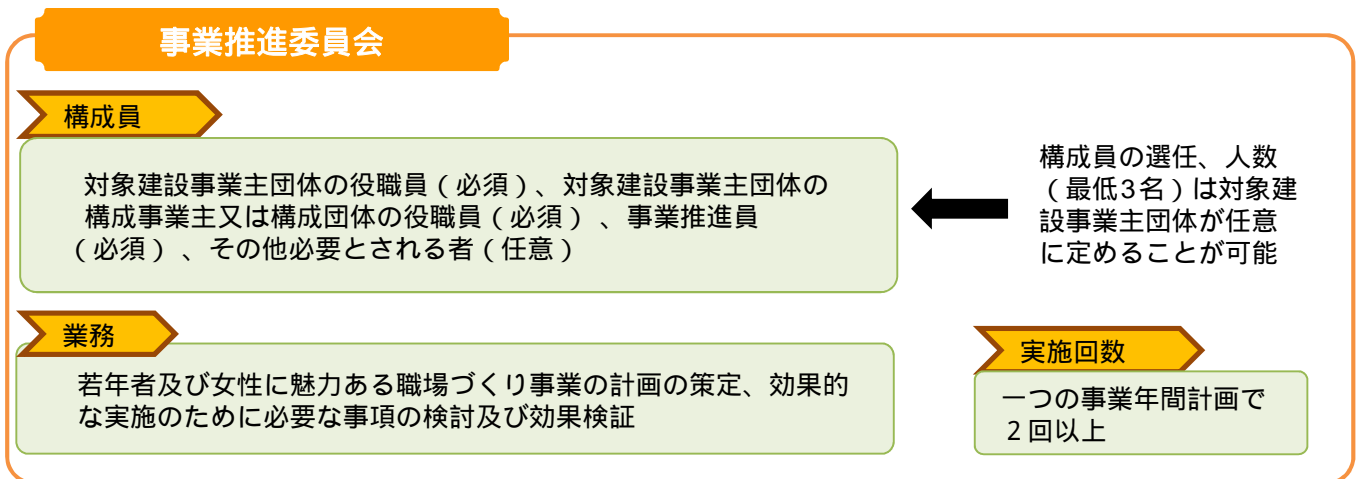 事業推進委員会
構成員
対象建設事業主団体の役職員（必須）、対象建設事業主団体の
構成事業主又は構成団体の役職員（必須）、事業推進員
（必須）、その他必要とされる者（任意）
構成員の選任、人数
（最低3名）は対象建
設事業主団体が任意
に定めることが可能
業務
若年者及び女性に魅力ある職場づくり事業の計画の策定、効果的
な実施のために必要な事項の検討及び効果検証
実施回数
一つの事業年間計画で
２回以上